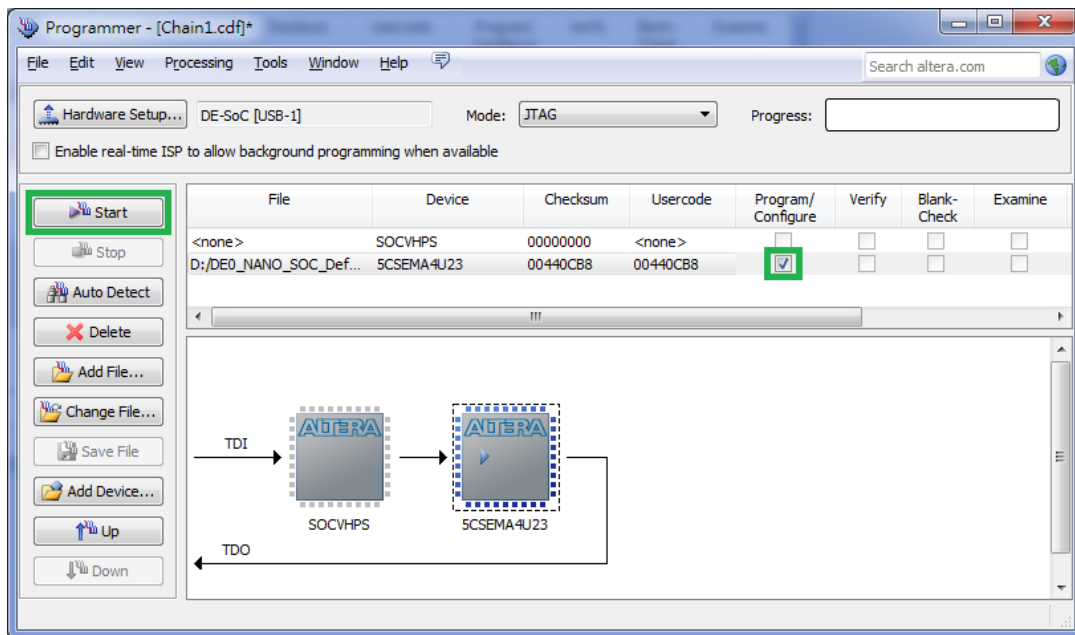 Programmer - [Chain1.cdf]*
File Edit View Processing Tools Window Help
Search altera.com
Hardware Setup... DE-SoC [USB-1] Mode: JTAG Progress:
Enable real-time ISP to allow background programming when available
Start
Stop
Auto Detect
Delete
Add File...
Change File...
Save File
Add Device...
Up
Down
File Device Checksum Usercode Program/ Verify Blank- Examine
Configure Check
<none> SOCVHPS 00000000 <none>
D:/DE0_NANO_SOC_Def... 5CSEMA4U23 00440CB8 00440CB8
ALTERA ALTERA
TDI
SOCVHPS 5CSEMA4U23
TDO